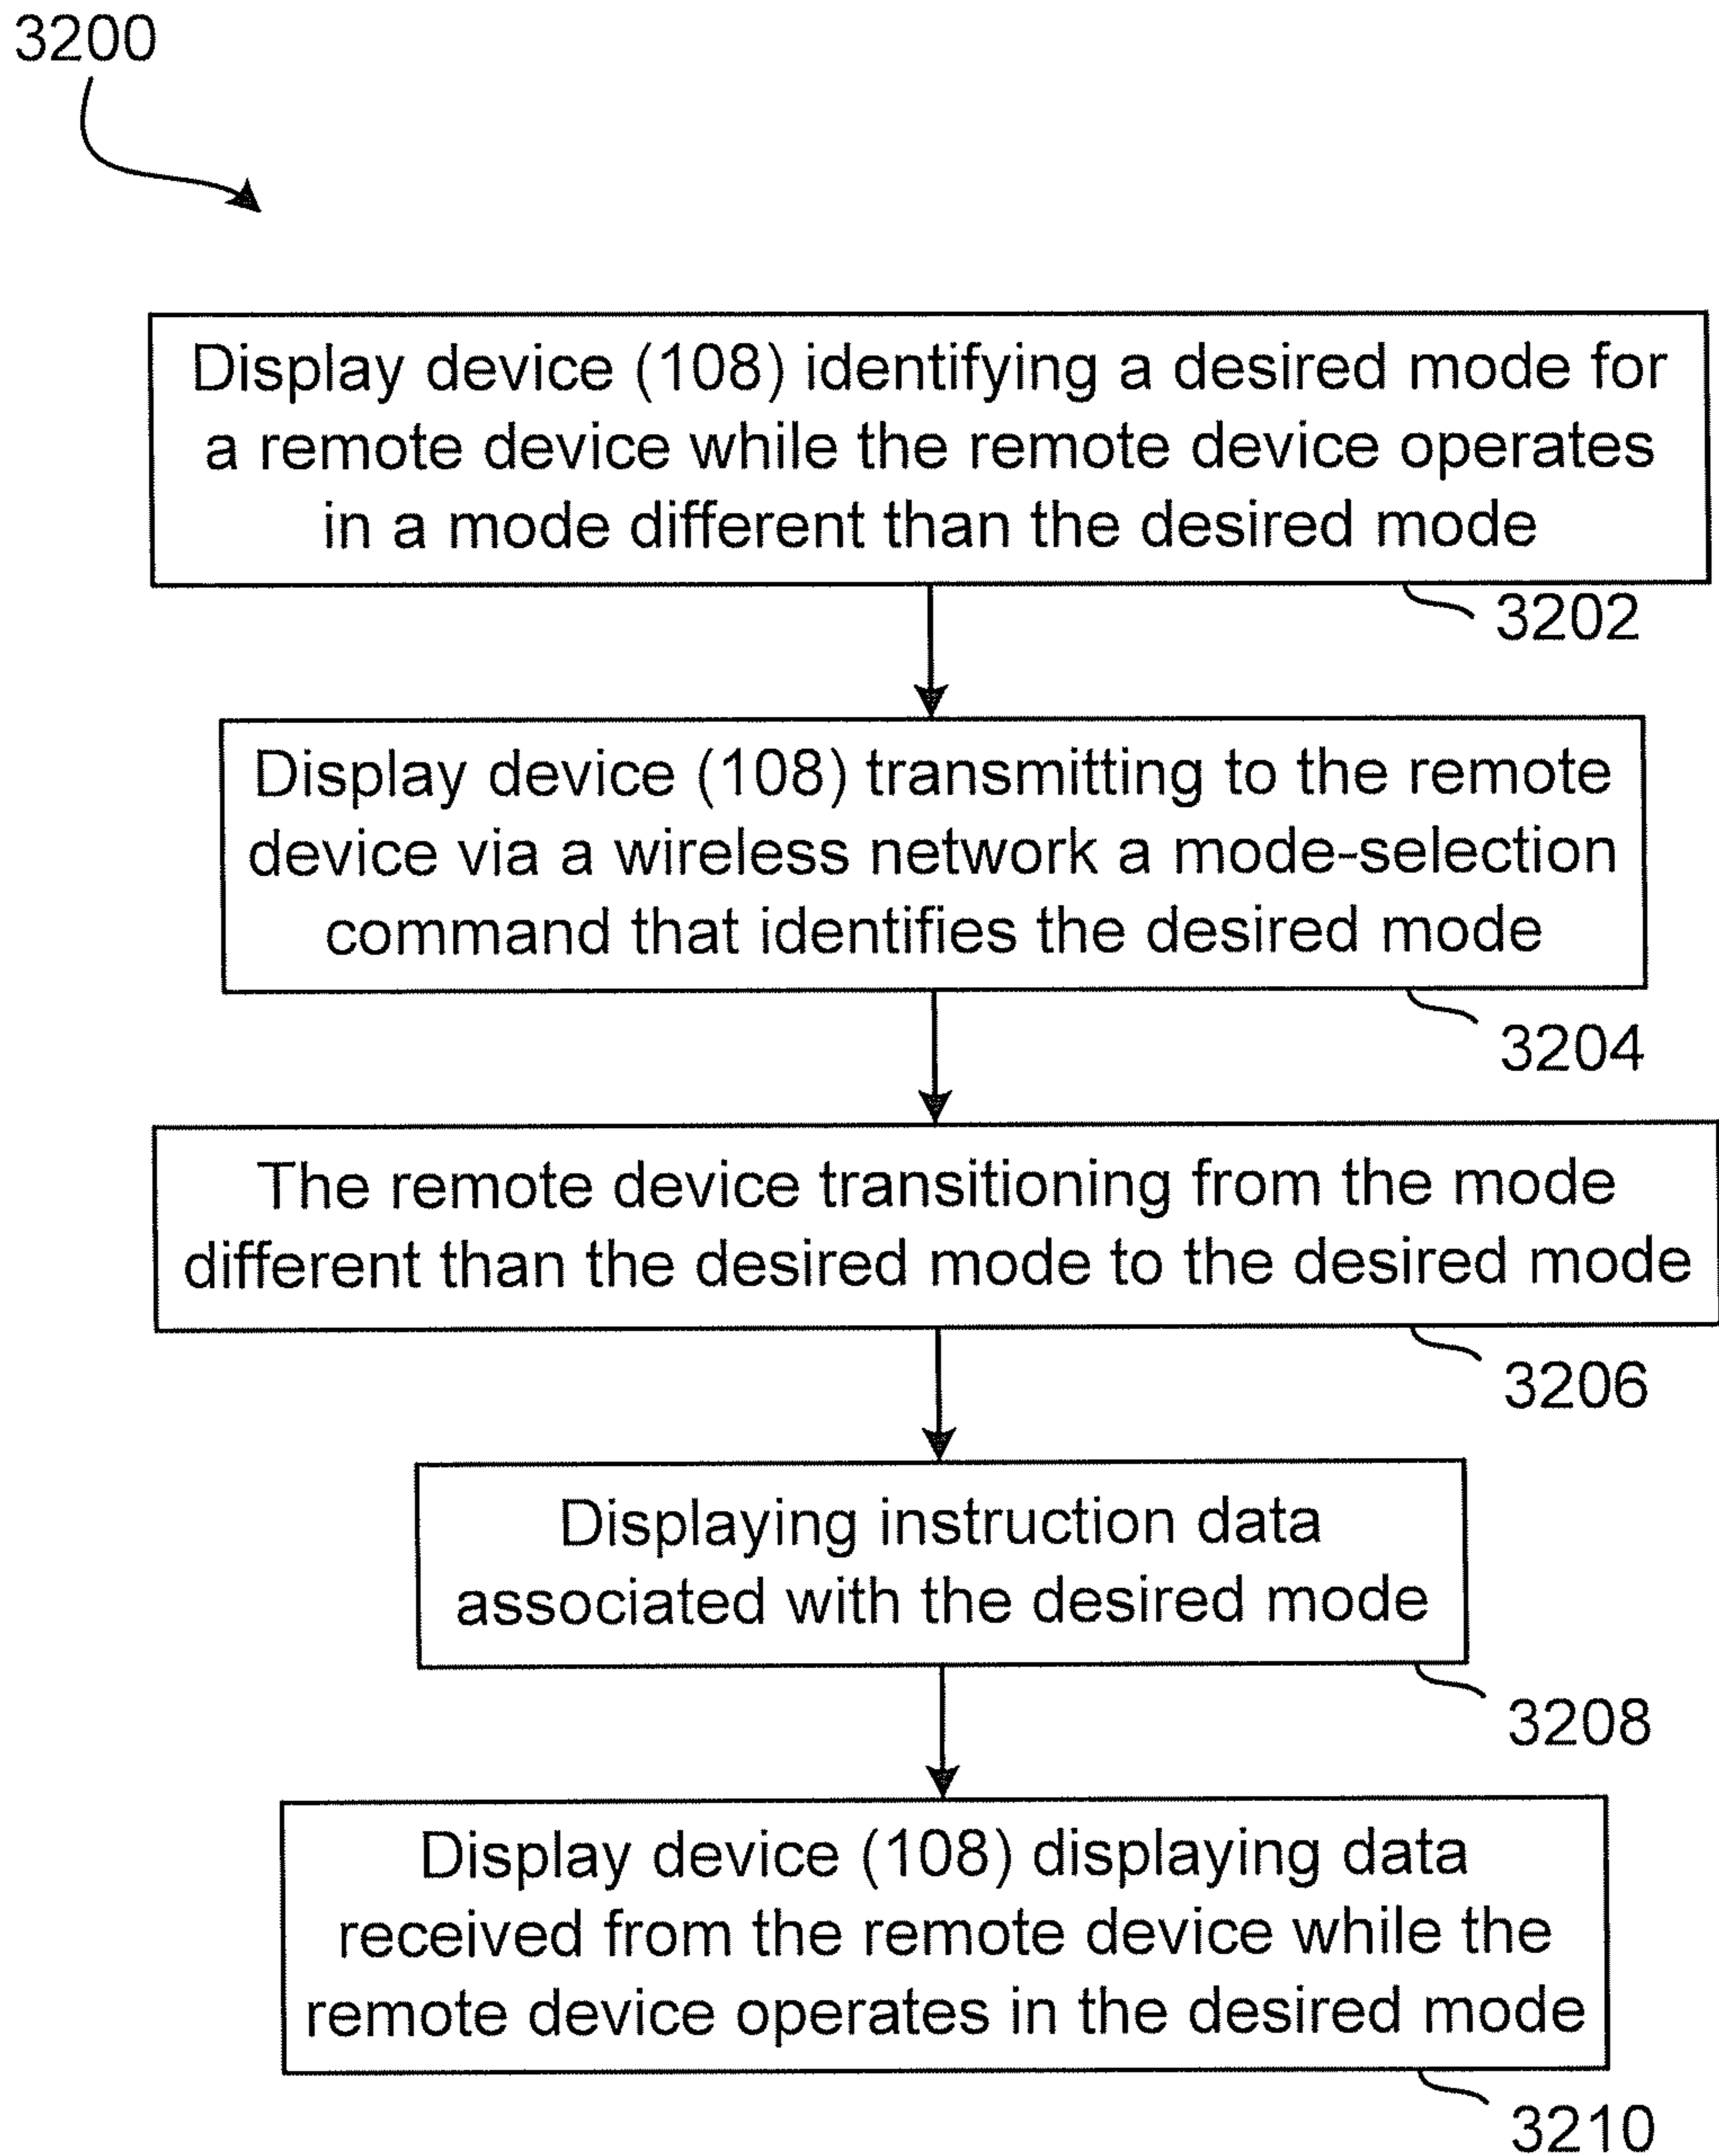 3200
Display device (108) identifying a desired mode for
a remote device while the remote device operates
in a mode different than the desired mode
3202
Display device (108) transmitting to the remote
device via a wireless network a mode-selection
command that identifies the desired mode
3204
The remote device transitioning from the mode
different than the desired mode to the desired mode
3206
Displaying instruction data
associated with the desired mode
3208
Display device (108) displaying data
received from the remote device while the
remote device operates in the desired mode
3210